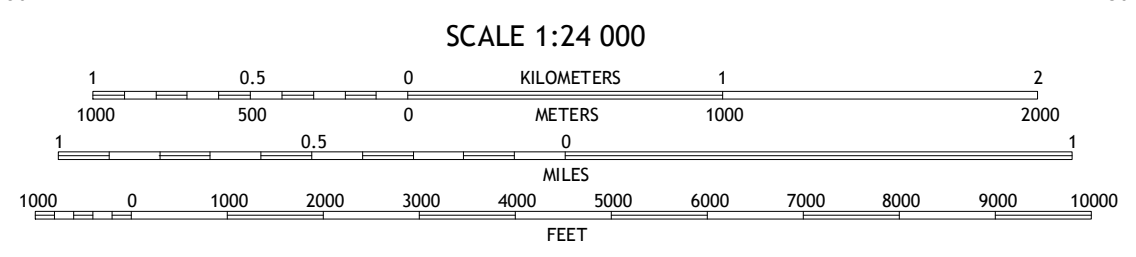 SCALE 1:24 000
1 0.5 0 KILOMETERS 1 2
1000 500 0 METERS 1000 2000
1 0.5 0 1
MILES
1000 0 1000 2000 3000 4000 5000 6000 7000 8000 9000 10000
FEET